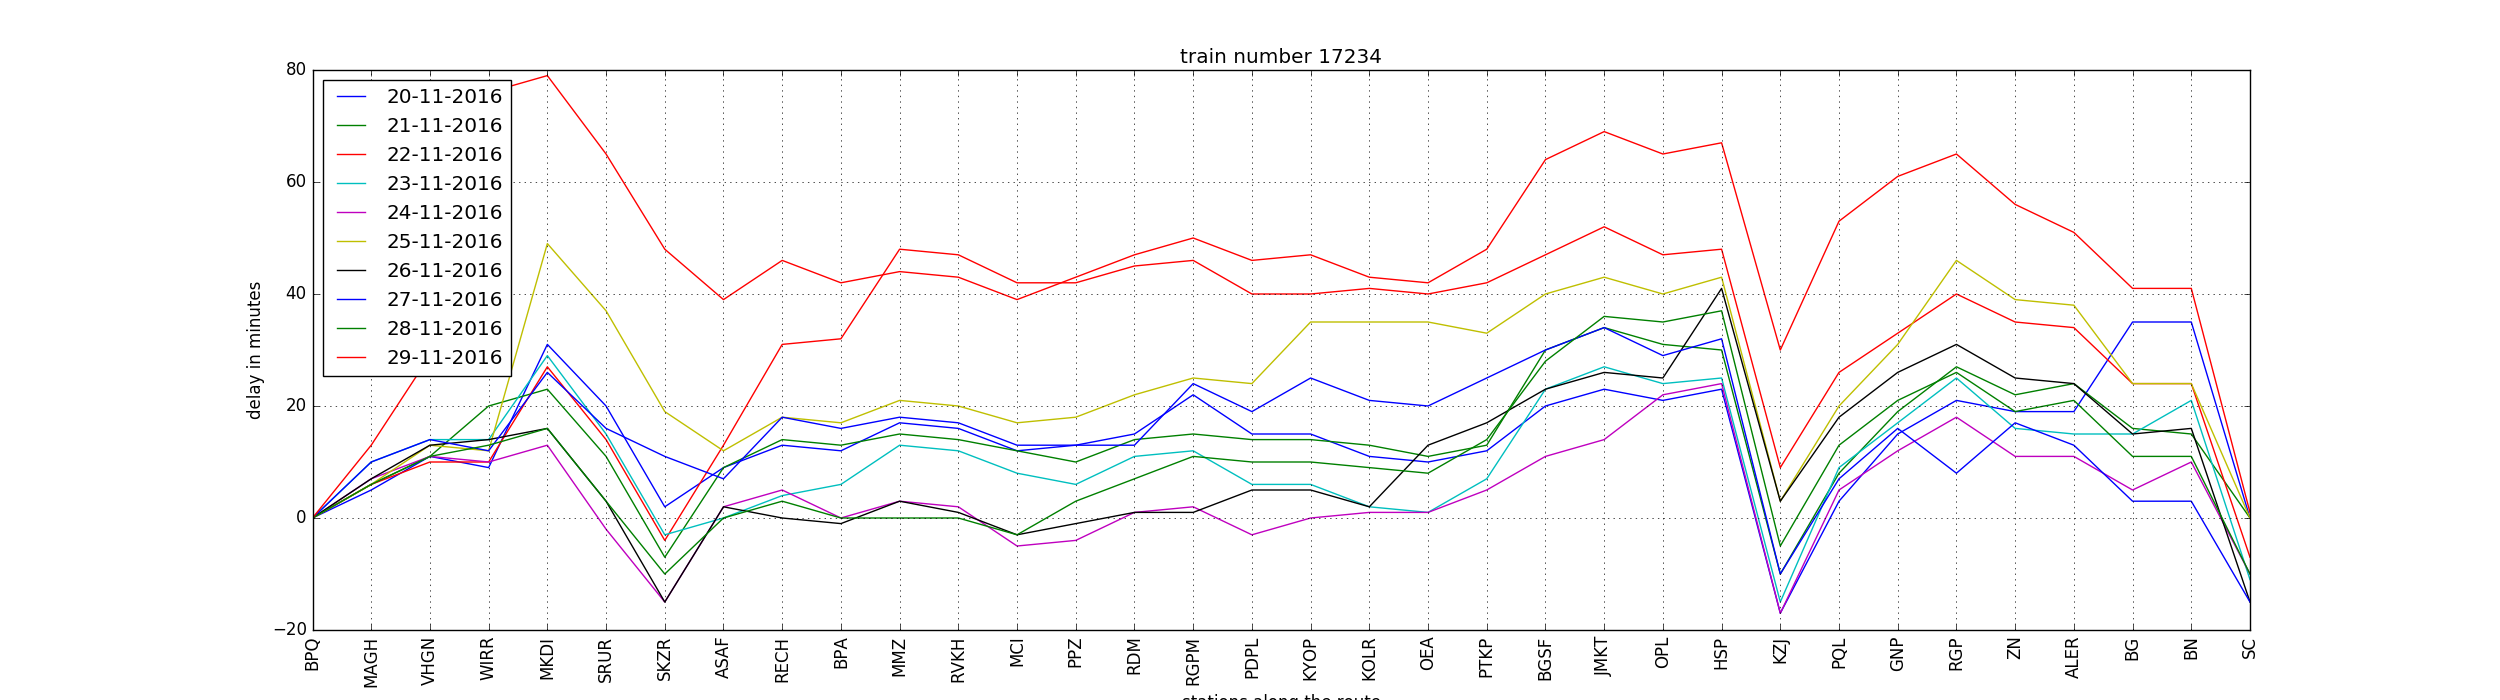 train number 17234
80
60
40
20
0
−20
delay in minutes
20-11-2016
21-11-2016
22-11-2016
23-11-2016
24-11-2016
25-11-2016
26-11-2016
27-11-2016
28-11-2016
29-11-2016
BPQ
MAGH
VHGN
WIRR
MKDI
SRUR
SKZR
ASAF
RECH
BPA
MMZ
RVKH
MCI
PPZ
RDM
RGPM
PDPL
KYOP
KOLR
OEA
PTKP
BGSF
JMKT
OPL
HSP
KZJ
PQL
GNP
RGP
ZN
ALER
BG
BN
SC
stations along the route